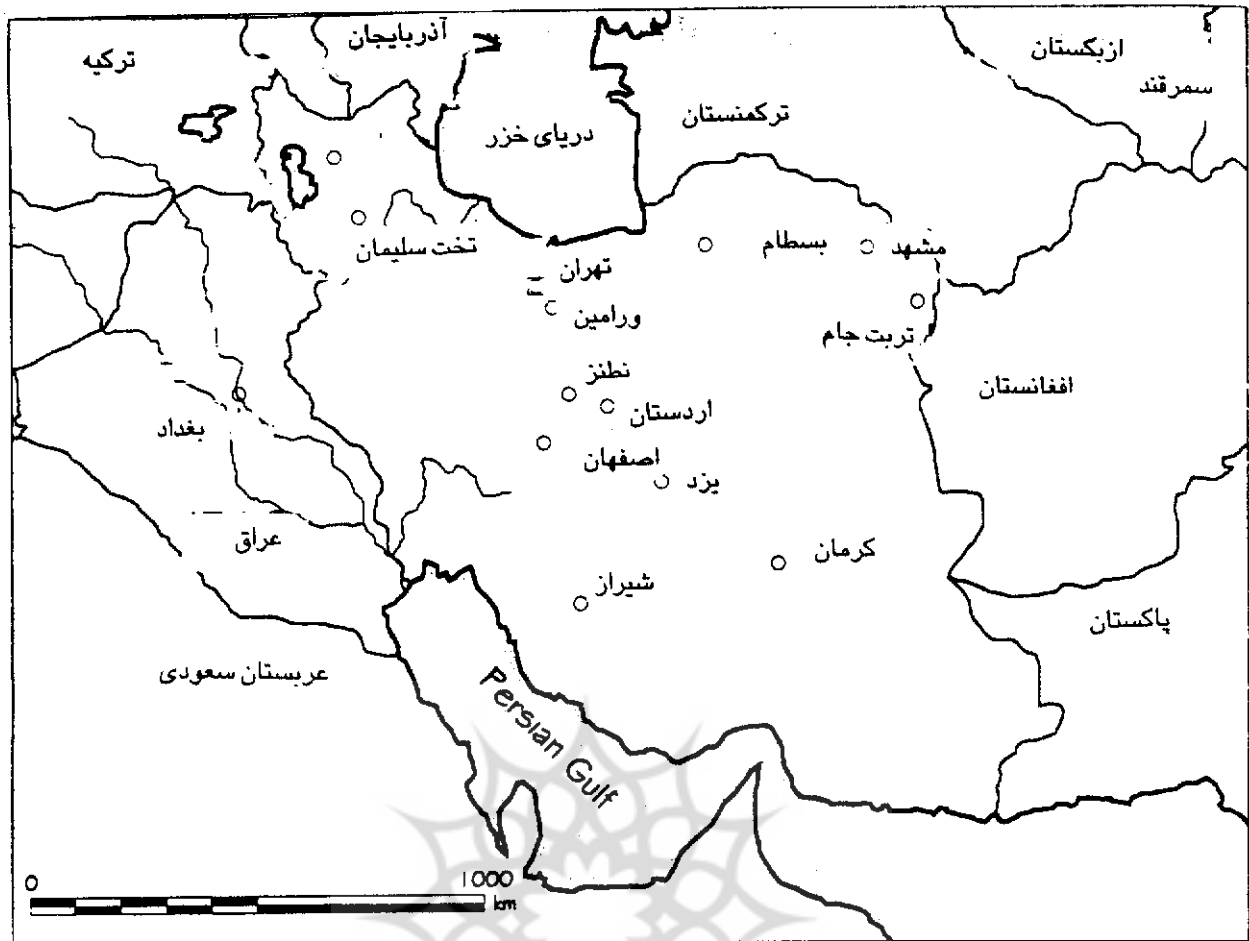 آذربایجان
ترکیه
ازبکستان
سمرقند
ترکمنستان
دریای خزر
تخت سلیمان
بسطام
مشهد
تهران
ورامین
تربت جام
نطنز
اردستان
افغانستان
بغداد
اصفهان
یزد
عراق
کرمان
شیراز
پاکستان
عربستان سعودی
Persian Gulf
0
1000
km